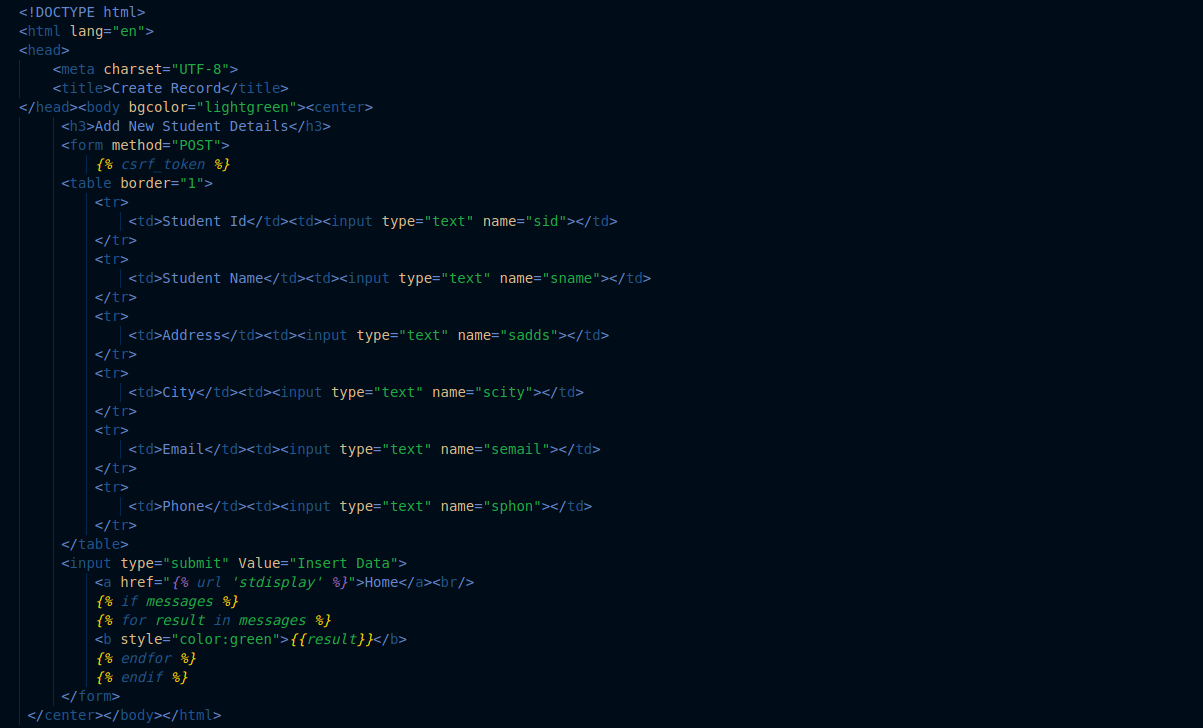 <!DOCTYPE html>
<html lang="en">
<head>
    <meta charset="UTF-8">
    <title>Create Record</title>
</head><body bgcolor="lightgreen"><center>
     <h3>Add New Student Details</h3>
     <form method="POST">
         {% csrf_token %}
     <table border="1">
         <tr>
             <td>Student Id</td><td><input type="text" name="sid"></td>
         </tr>
         <tr>
             <td>Student Name</td><td><input type="text" name="sname"></td>
         </tr>
         <tr>
             <td>Address</td><td><input type="text" name="sadds"></td>
         </tr>
         <tr>
             <td>City</td><td><input type="text" name="scity"></td>
         </tr>
         <tr>
             <td>Email</td><td><input type="text" name="semail"></td>
         </tr>
         <tr>
             <td>Phone</td><td><input type="text" name="sphon"></td>
         </tr>
     </table>
     <input type="submit" Value="Insert Data">
         <a href="{% url 'stdisplay' %}">Home</a><br/>
         {% if messages %}
         {% for result in messages %}
         <b style="color:green">{{result}}</b>
         {% endfor %}
         {% endif %}
     </form>
 </center></body></html>